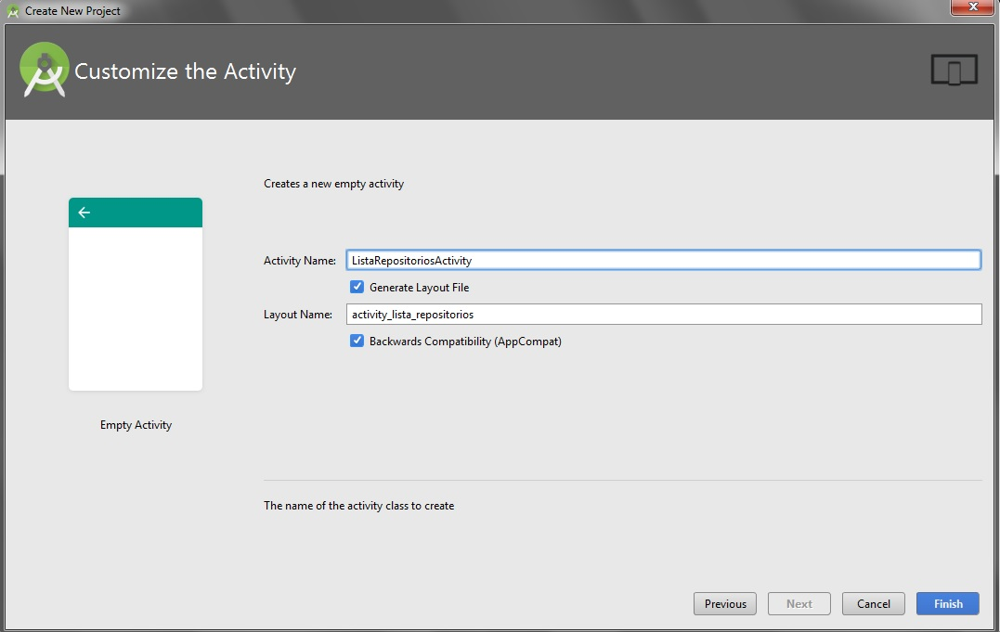 Create New Project
Customize the Activity
Creates a new empty activity
Activity Name: ListaRepositoriosActivity
Generate Layout File
Layout Name: activity_lista_repositorios
Backwards Compatibility (AppCompat)
Empty Activity
The name of the activity class to create
Previous Next Cancel Finish